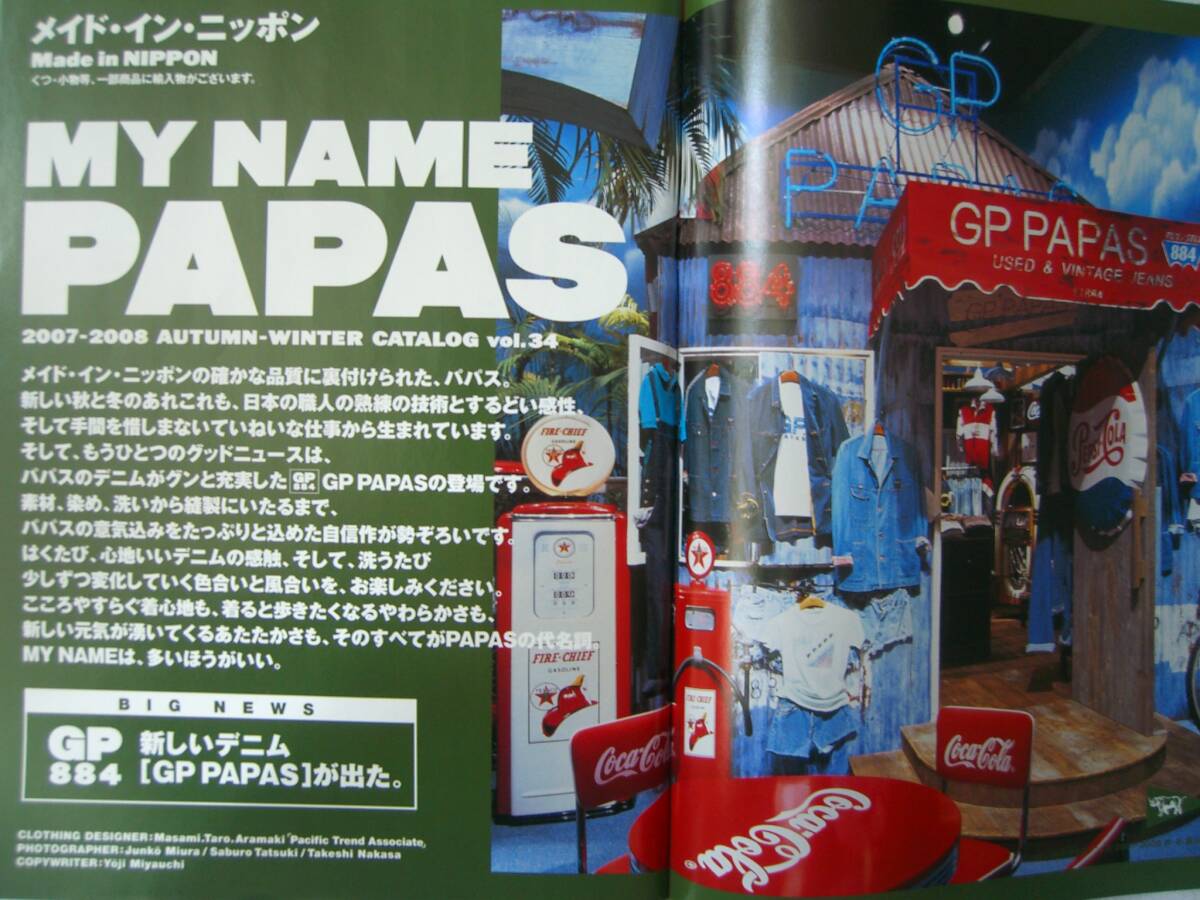 メイド・イン・ニッポン
Made in NIPPON
くつ・小物等、一部商品に輸入物がございます。
MY NAME
PAPAS
2007-2008 AUTUMN-WINTER CATALOG vol.34
メイド・イン・ニッポンの確かな品質に裏付けられた、パパス。
新しい秋と冬のあれこれも、日本の職人の熟練の技術とするどい感性、
そして手間を惜しまないていねいな仕事から生まれています。
そして、もうひとつのグッドニュースは、
パパスのデニムがグンと充実した GP 884 GP PAPASの登場です。
素材、染め、洗いから縫製にいたるまで、
パパスの意気込みをたっぷりと込めた自信作が勢ぞろいです。
はくたび、心地いいデニムの感触、そして、洗うたび
少しずつ変化していく色合いと風合いを、お楽しみください。
こころやすらぐ着心地も、着ると歩きたくなるやわらかさも、
新しい元気が湧いてくるあたたかさも、そのすべてがPAPASの代名詞。
MY NAMEは、多いほうがいい。
BIG NEWS
GP
884
新しいデニム
[GP PAPAS]が出た。
CLOTHING DESIGNER:Masami.Taro.Aramaki「Pacific Trend Associate」
PHOTOGRAPHER:Junkö Miura/Saburo Tatsuki/Takeshi Nakasa
COPYWRITER:Yöji Miyauchi
GP
PAPAS
GP PAPAS
884
USED & VINTAGE JEANS
884
FIRE-CHIEF
GASOLINE
FIRE-CHIEF
GASOLINE
FIRE-CHIEF
PEPSI-COLA
Coca-Cola
Coca-Cola
Coca-Cola